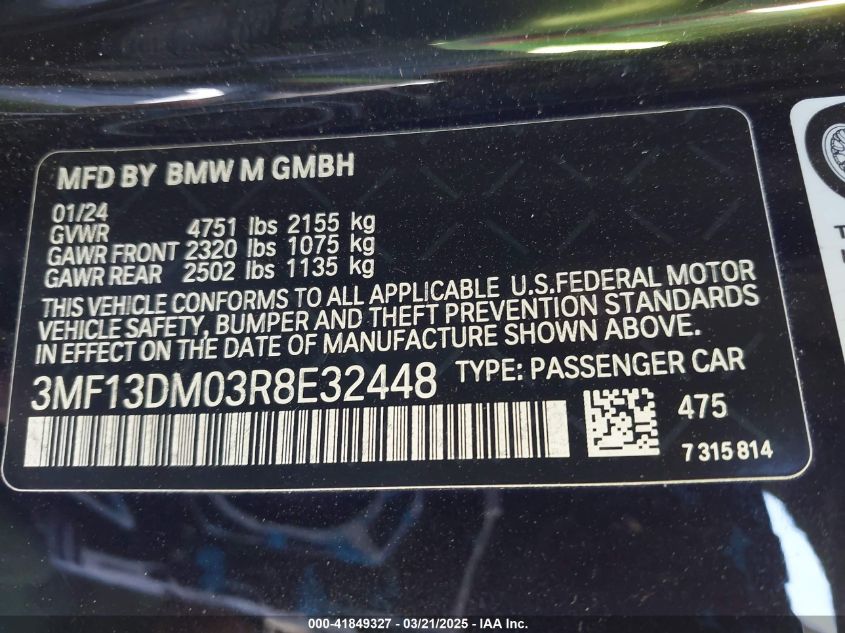 MFD BY BMW M GMBH
01/24
GVWR 4751 lbs 2155 kg
GAWR FRONT 2320 lbs 1075 kg
GAWR REAR 2502 lbs 1135 kg
THIS VEHICLE CONFORMS TO ALL APPLICABLE U.S.FEDERAL MOTOR
VEHICLE SAFETY, BUMPER AND THEFT PREVENTION STANDARDS
IN EFFECT ON THE DATE OF MANUFACTURE SHOWN ABOVE.
3MF13DM03R8E32448 TYPE: PASSENGER CAR
475
7 315 814
©00-41849327 - 03/21/2025 - IAA Inc.